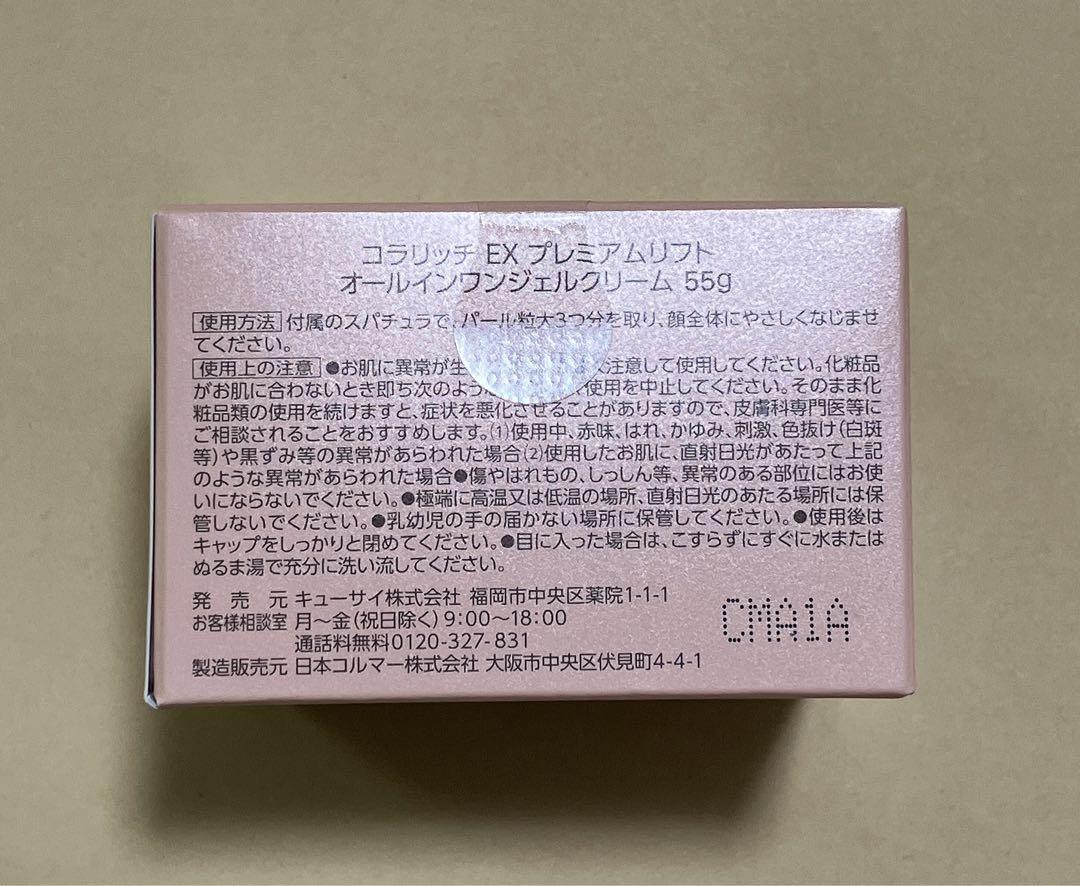 コラリッチ EX プレミアムリフト
オールインワンジェルクリーム 55g
使用方法 付属のスパチュラで、パール粒大3つ分を取り、顔全体にやさしくなじませ
てください。
使用上の注意 ●お肌に異常が生 注意して使用してください。化粧品
がお肌に合わないとき即ち次のよう 使用を中止してください。そのまま化
粧品類の使用を続けますと、症状を悪化させることがありますので、皮膚科専門医等に
ご相談されることをおすすめします。(1)使用中、赤味、はれ、かゆみ、刺激、色抜け(白斑
等)や黒ずみ等の異常があらわれた場合(2)使用したお肌に、直射日光があたって上記
のような異常があらわれた場合●傷やはれもの、しっしん等、異常のある部位にはお使
いにならないでください。●極端に高温又は低温の場所、直射日光のあたる場所には保
管しないでください。●乳幼児の手の届かない場所に保管してください。●使用後は
キャップをしっかりと閉めてください。●目に入った場合は、こすらずにすぐに水または
ぬるま湯で充分に洗い流してください。
発売元 キューサイ株式会社 福岡市中央区薬院1-1-1
お客様相談室 月~金(祝日除く)9:00~18:00
通話料無料0120-327-831
製造販売元 日本コルマー株式会社 大阪市中央区伏見町4-4-1
CMA1A